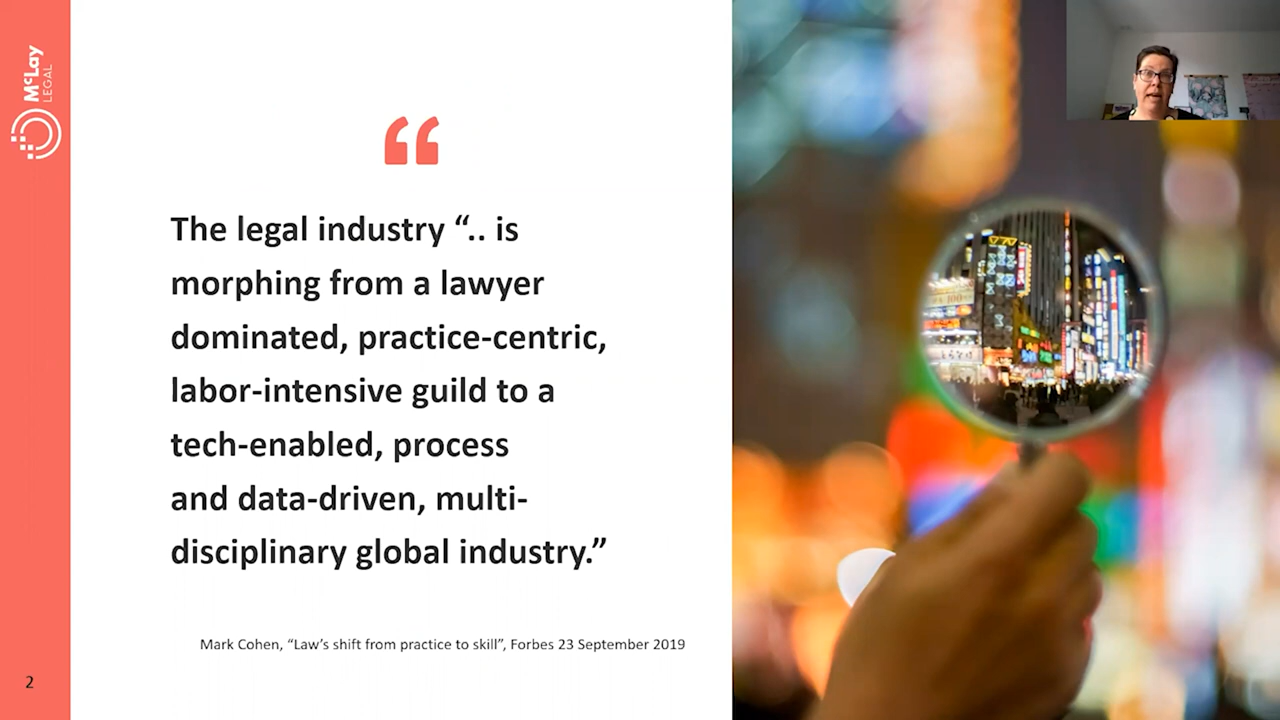 McLay
LEGAL
“
The legal industry “.. is
morphing from a lawyer
dominated, practice-centric,
labor-intensive guild to a
tech-enabled, process
and data-driven, multi-
disciplinary global industry.”
Mark Cohen, “Law’s shift from practice to skill”, Forbes 23 September 2019
2